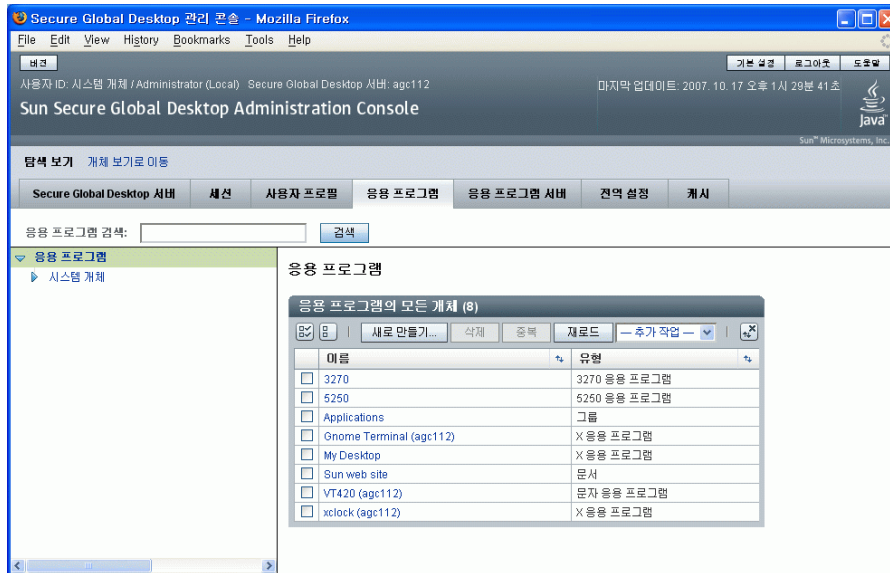 Secure Global Desktop 관리 콘솔 - Mozilla Firefox
File Edit View History Bookmarks Tools Help
버전 기본 설정 로그아웃 도움말
사용자 ID: 시스템 개체 / Administrator (Local) Secure Global Desktop 서버: agc112 마지막 업데이트: 2007. 10. 17 오후 1시 29분 41초
Sun Secure Global Desktop Administration Console
Java™
Sun™ Microsystems, Inc.
탐색 보기 개체 보기로 이동
Secure Global Desktop 서버 세션 사용자 프로필 응용 프로그램 응용 프로그램 서버 전역 설정 캐시
응용 프로그램 검색: 검색
응용 프로그램
시스템 개체
응용 프로그램
응용 프로그램의 모든 개체 (8)
새로 만들기... 삭제 중복 재로드 — 추가 작업 —
이름 유형
3270 3270 응용 프로그램
5250 5250 응용 프로그램
Applications 그룹
Gnome Terminal (agc112) X 응용 프로그램
My Desktop X 응용 프로그램
Sun web site 문서
VT420 (agc112) 문자 응용 프로그램
xclock (agc112) X 응용 프로그램